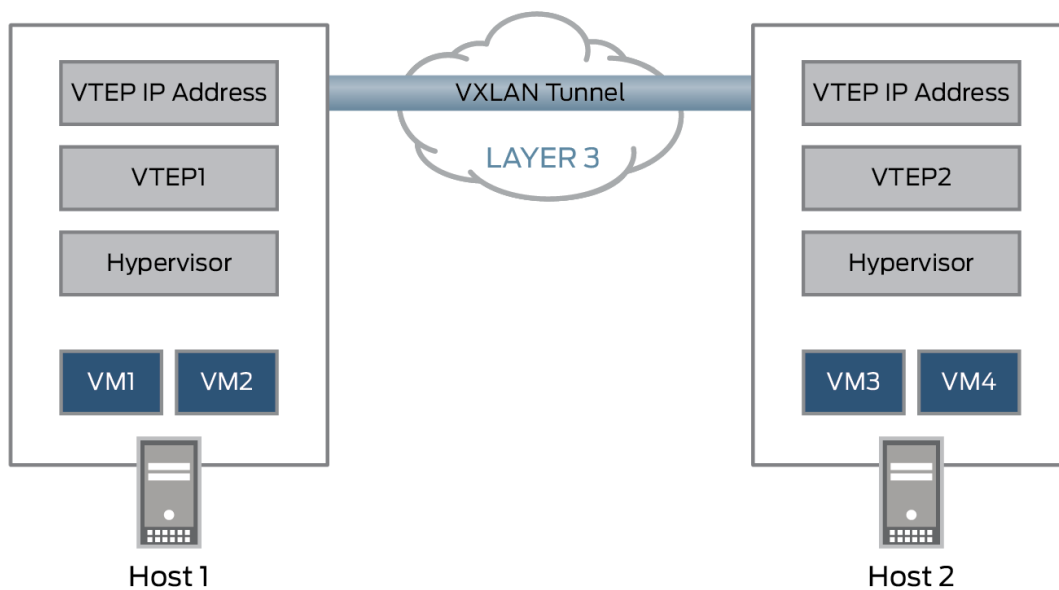 VTEP IP Address
VXLAN Tunnel
VTEP IP Address
LAYER 3
VTEP1
VTEP2
Hypervisor
Hypervisor
VM1
VM2
VM3
VM4
Host 1
Host 2